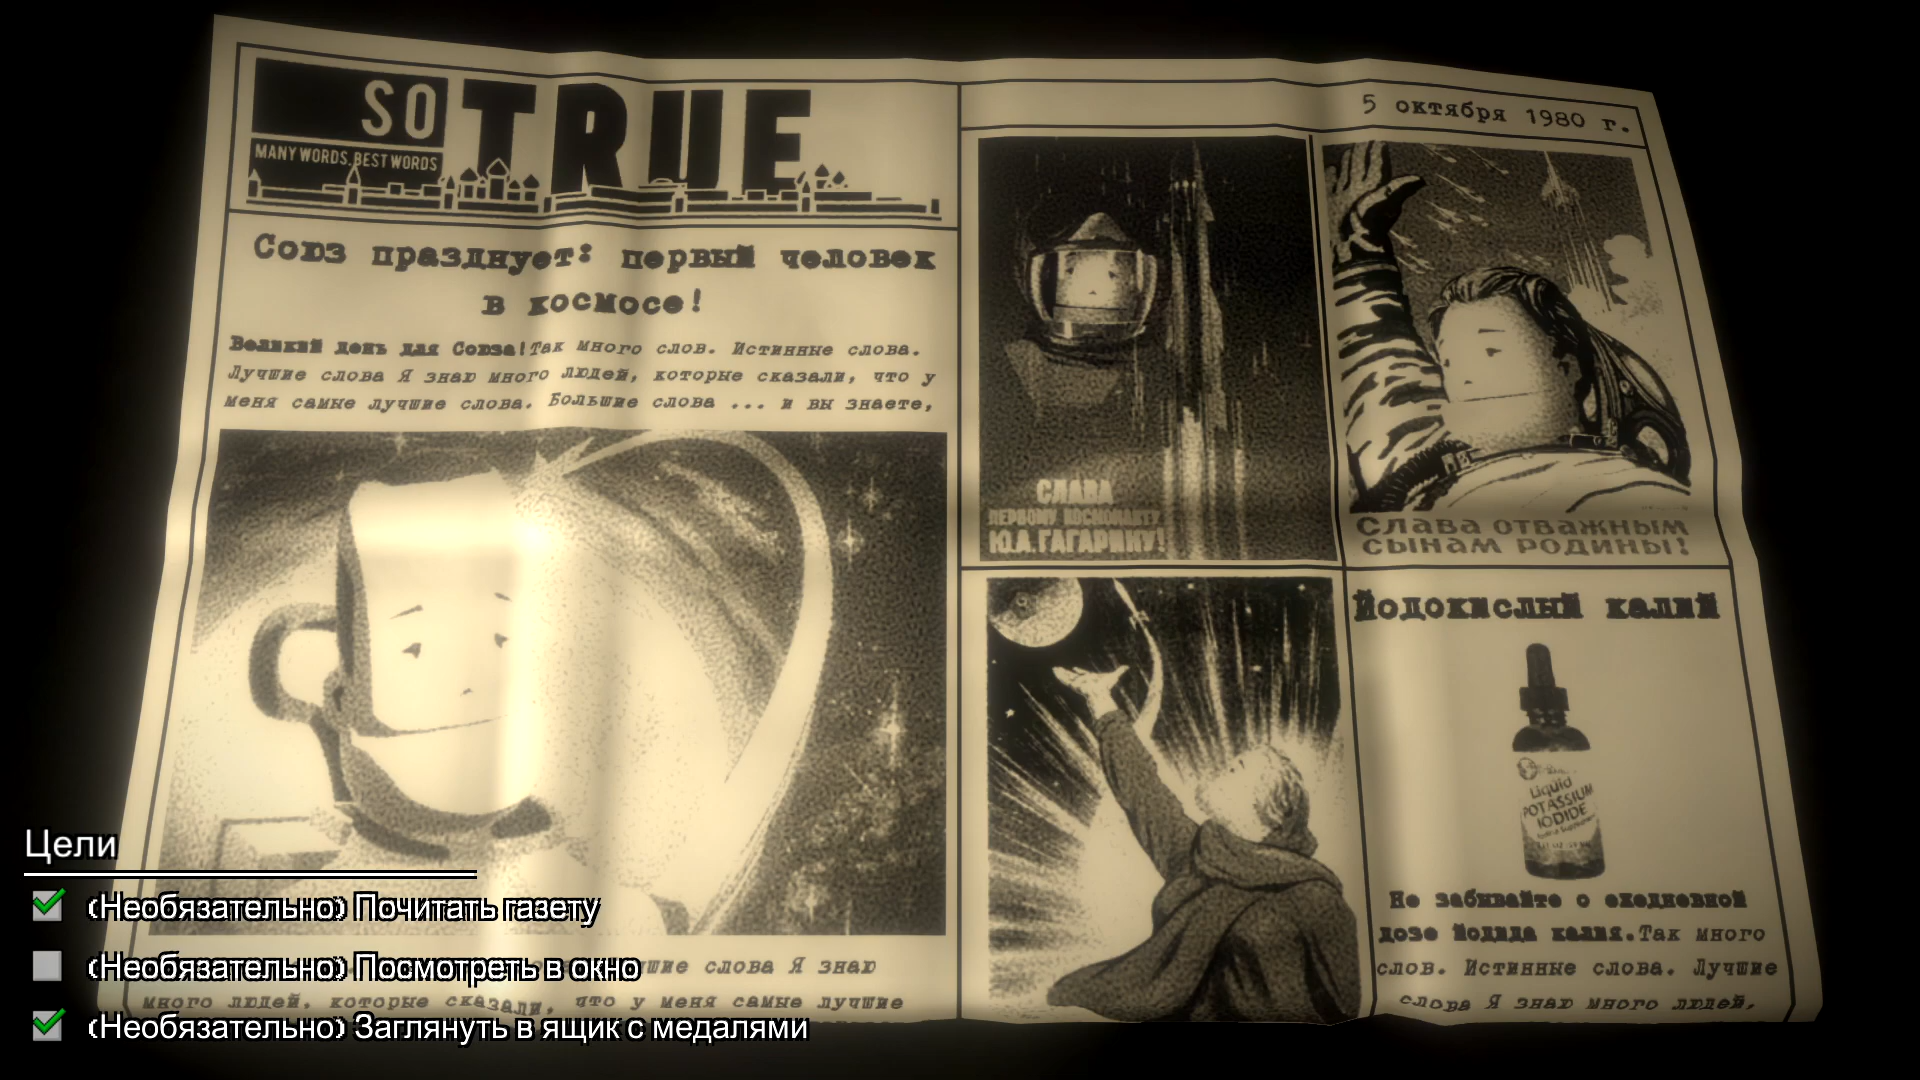 SO TRUE
MANY WORDS, BEST WORDS
5 октября 1980 г.
Союз празднует: первый человек
в космосе!
Великий день для Союза! Так много слов. Истинные слова.
Лучшие слова Я знаю много людей, которые сказали, что у
меня самые лучшие слова. Большие слова ... и вы знаете,
чшие слова Я знаю
много людей, которые сказали, что у меня самые лучшие
СЛАВА
ПЕРВОМУ КОСМОНАВТУ
Ю.А.ГАГАРИНУ!
СЛАВА ОТВАЖНЫМ
СЫНАМ РОДИНЫ!
Йодокислый калий
Liquid
POTASSIUM
IODIDE
Не забывайте о ежедневной
дозе Йодида калия. Так много
слов. Истинные слова. Лучшие
слова Я знаю много людей,
Цели
(Необязательно) Почитать газету
(Необязательно) Посмотреть в окно
(Необязательно) Заглянуть в ящик с медалями